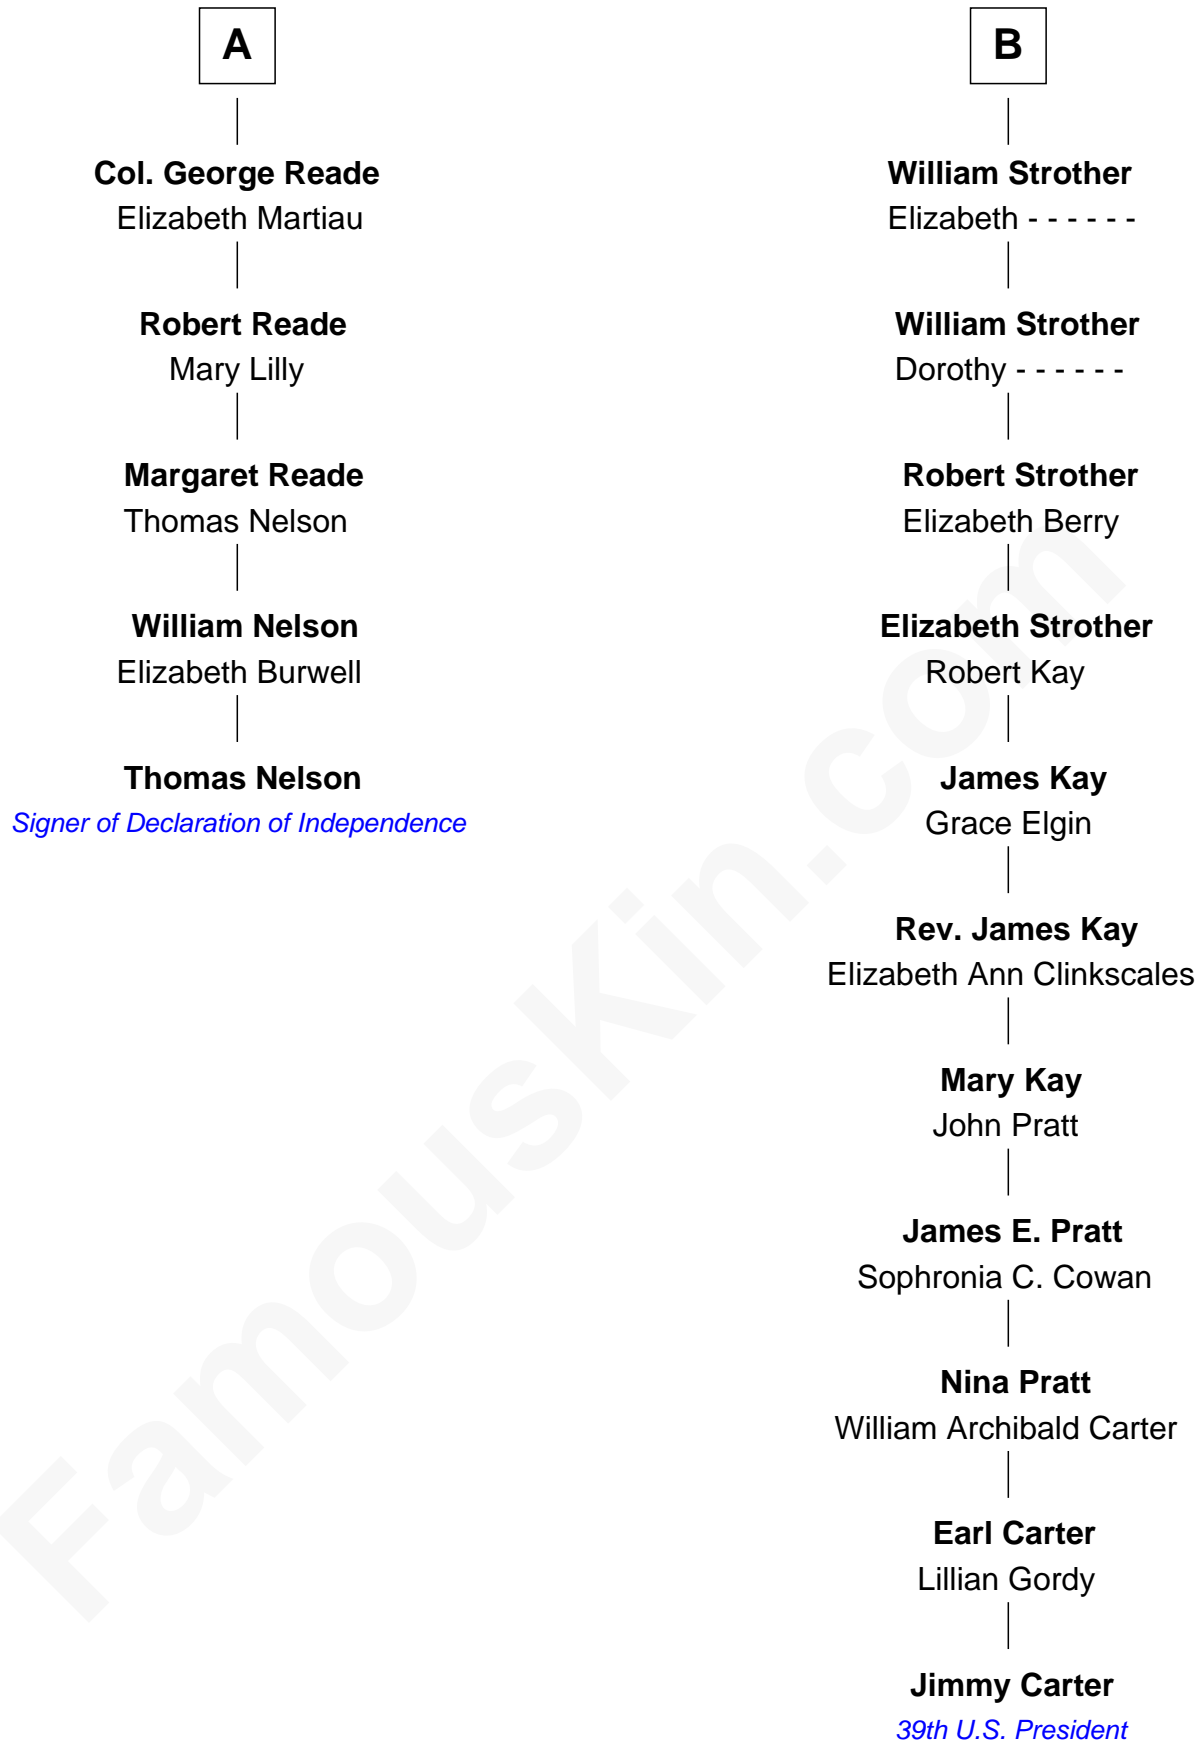 A
Col. George Reade
Elizabeth Martiau
Robert Reade
Mary Lilly
Margaret Reade
Thomas Nelson
William Nelson
Elizabeth Burwell
Thomas Nelson
Signer of Declaration of Independence
B
William Strother
Elizabeth - - - - - -
William Strother
Dorothy - - - - - -
Robert Strother
Elizabeth Berry
Elizabeth Strother
Robert Kay
James Kay
Grace Elgin
Rev. James Kay
Elizabeth Ann Clinkscales
Mary Kay
John Pratt
James E. Pratt
Sophronia C. Cowan
Nina Pratt
William Archibald Carter
Earl Carter
Lillian Gordy
Jimmy Carter
39th U.S. President
FamousKin.com